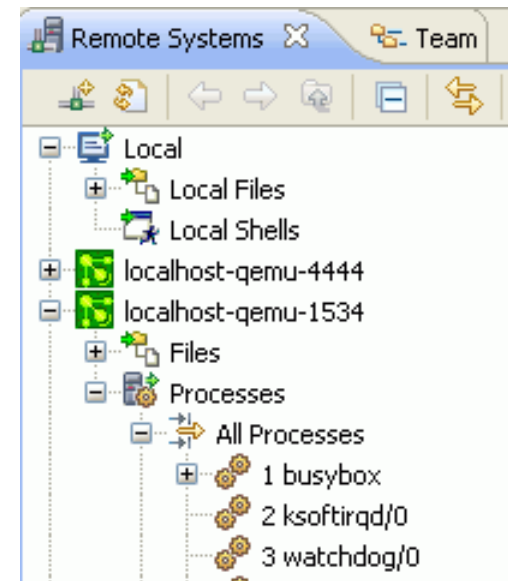 Remote Systems Team
Local
Local Files
Local Shells
localhost-qemu-4444
localhost-qemu-1534
Files
Processes
All Processes
1 busybox
2 ksoftirqd/0
3 watchdog/0